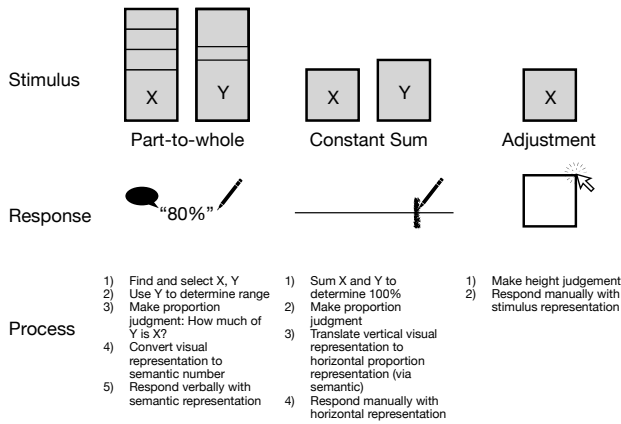 Stimulus
X
Y
X
Y
X
Part-to-whole
Constant Sum
Adjustment
Response
"80%"
Process
1) Find and select X, Y
2) Use Y to determine range
3) Make proportion
judgment: How much of
Y is X?
4) Convert visual
representation to
semantic number
5) Respond verbally with
semantic representation
1) Sum X and Y to
determine 100%
2) Make proportion
judgment
3) Translate vertical visual
representation to
horizontal proportion
representation (via
semantic)
4) Respond manually with
horizontal representation
1) Make height judgement
2) Respond manually with
stimulus representation